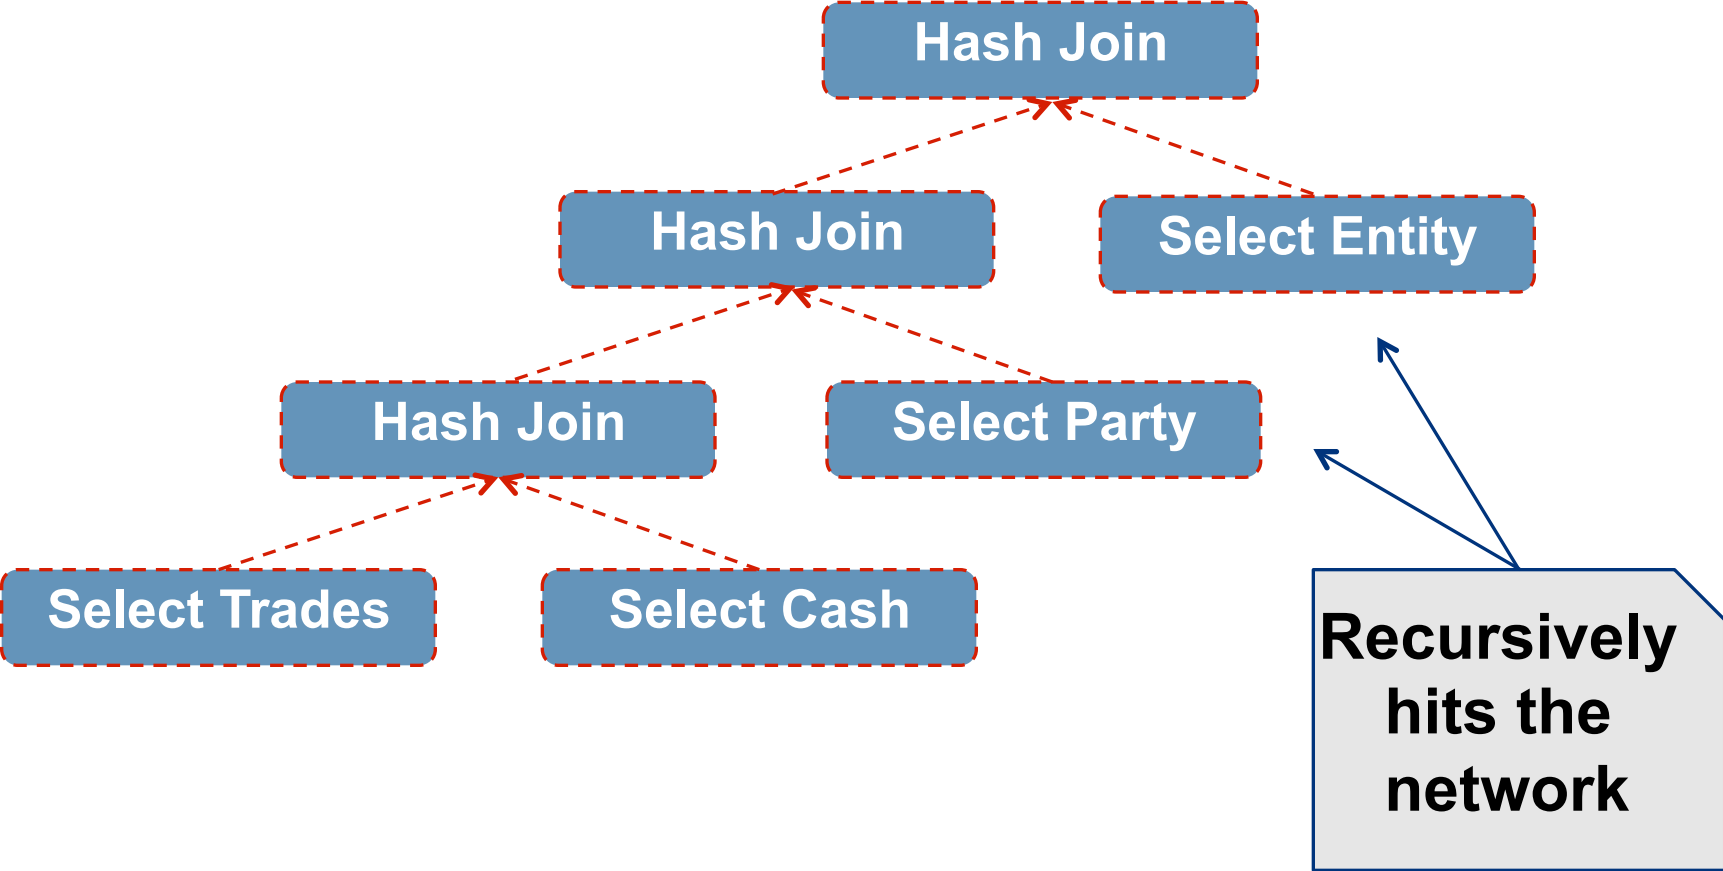 Hash Join
Hash Join
Select Entity
Hash Join
Select Party
Select Trades
Select Cash
Recursively
hits the
network